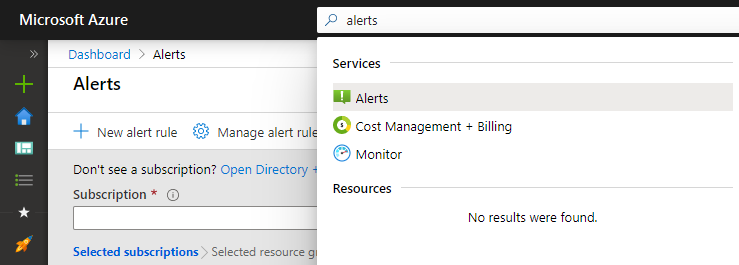 Microsoft Azure
alerts
Dashboard > Alerts
Alerts
New alert rule Manage alert rule
Don't see a subscription? Open Directory +
Subscription *
Selected subscriptions > Selected resource gr
Services
Alerts
Cost Management + Billing
Monitor
Resources
No results were found.